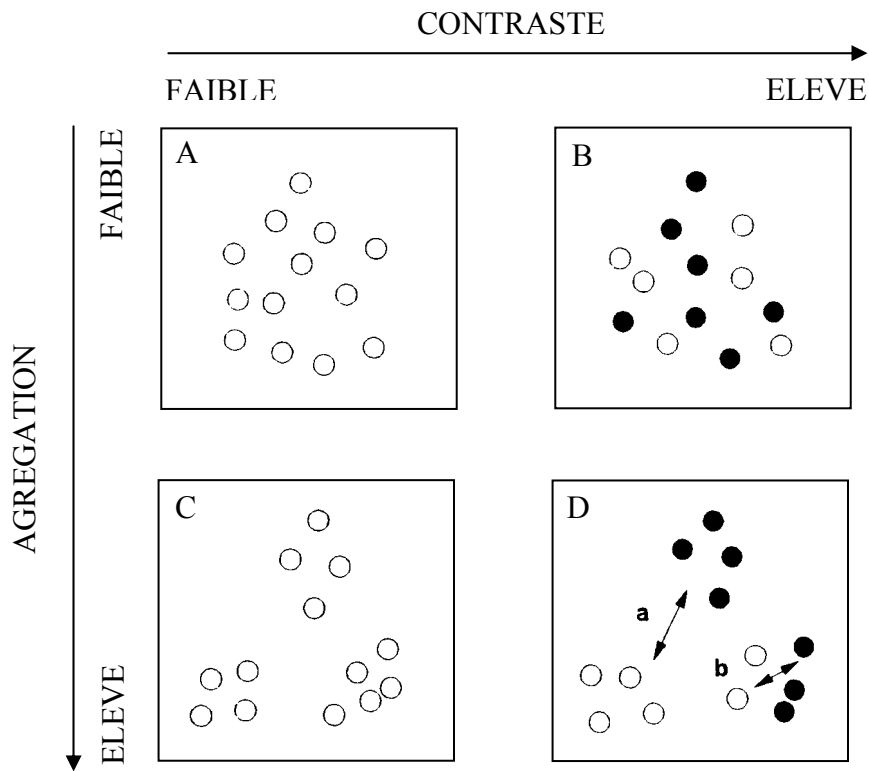 CONTRASTE
FAIBLE
ELEVE
FAIBLE
AGREGATION
ELEVE
A
B
C
D
a
b